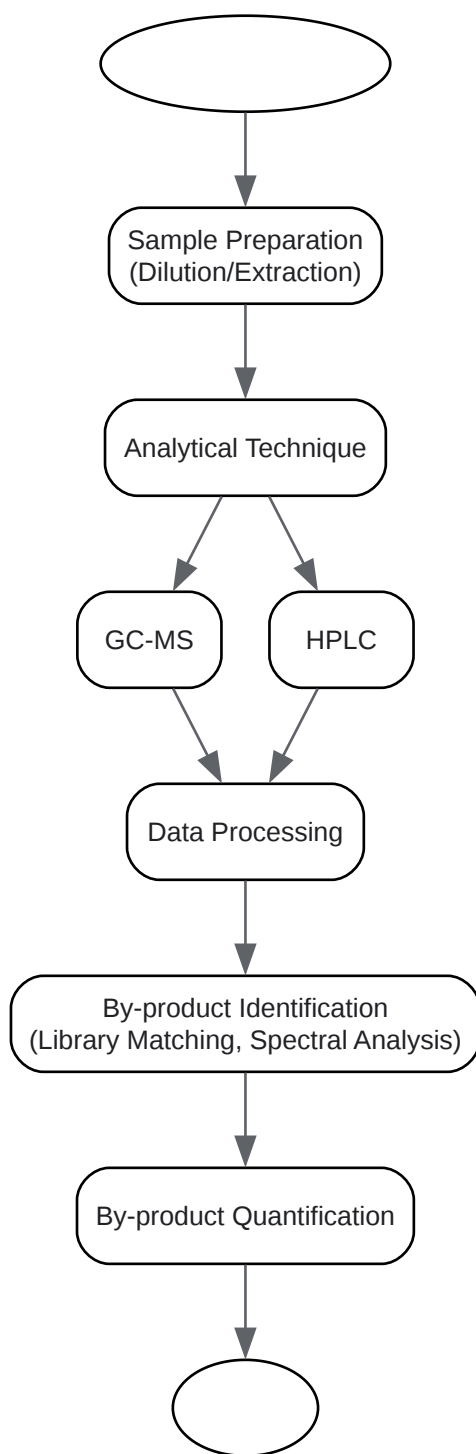 Sample Preparation
(Dilution/Extraction)
Analytical Technique
GC-MS
HPLC
Data Processing
By-product Identification
(Library Matching, Spectral Analysis)
By-product Quantification